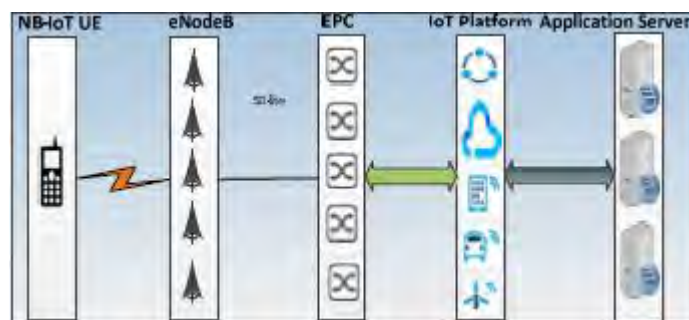 NB-IoT UE
eNodeB
EPC
IoT Platform
Application Server